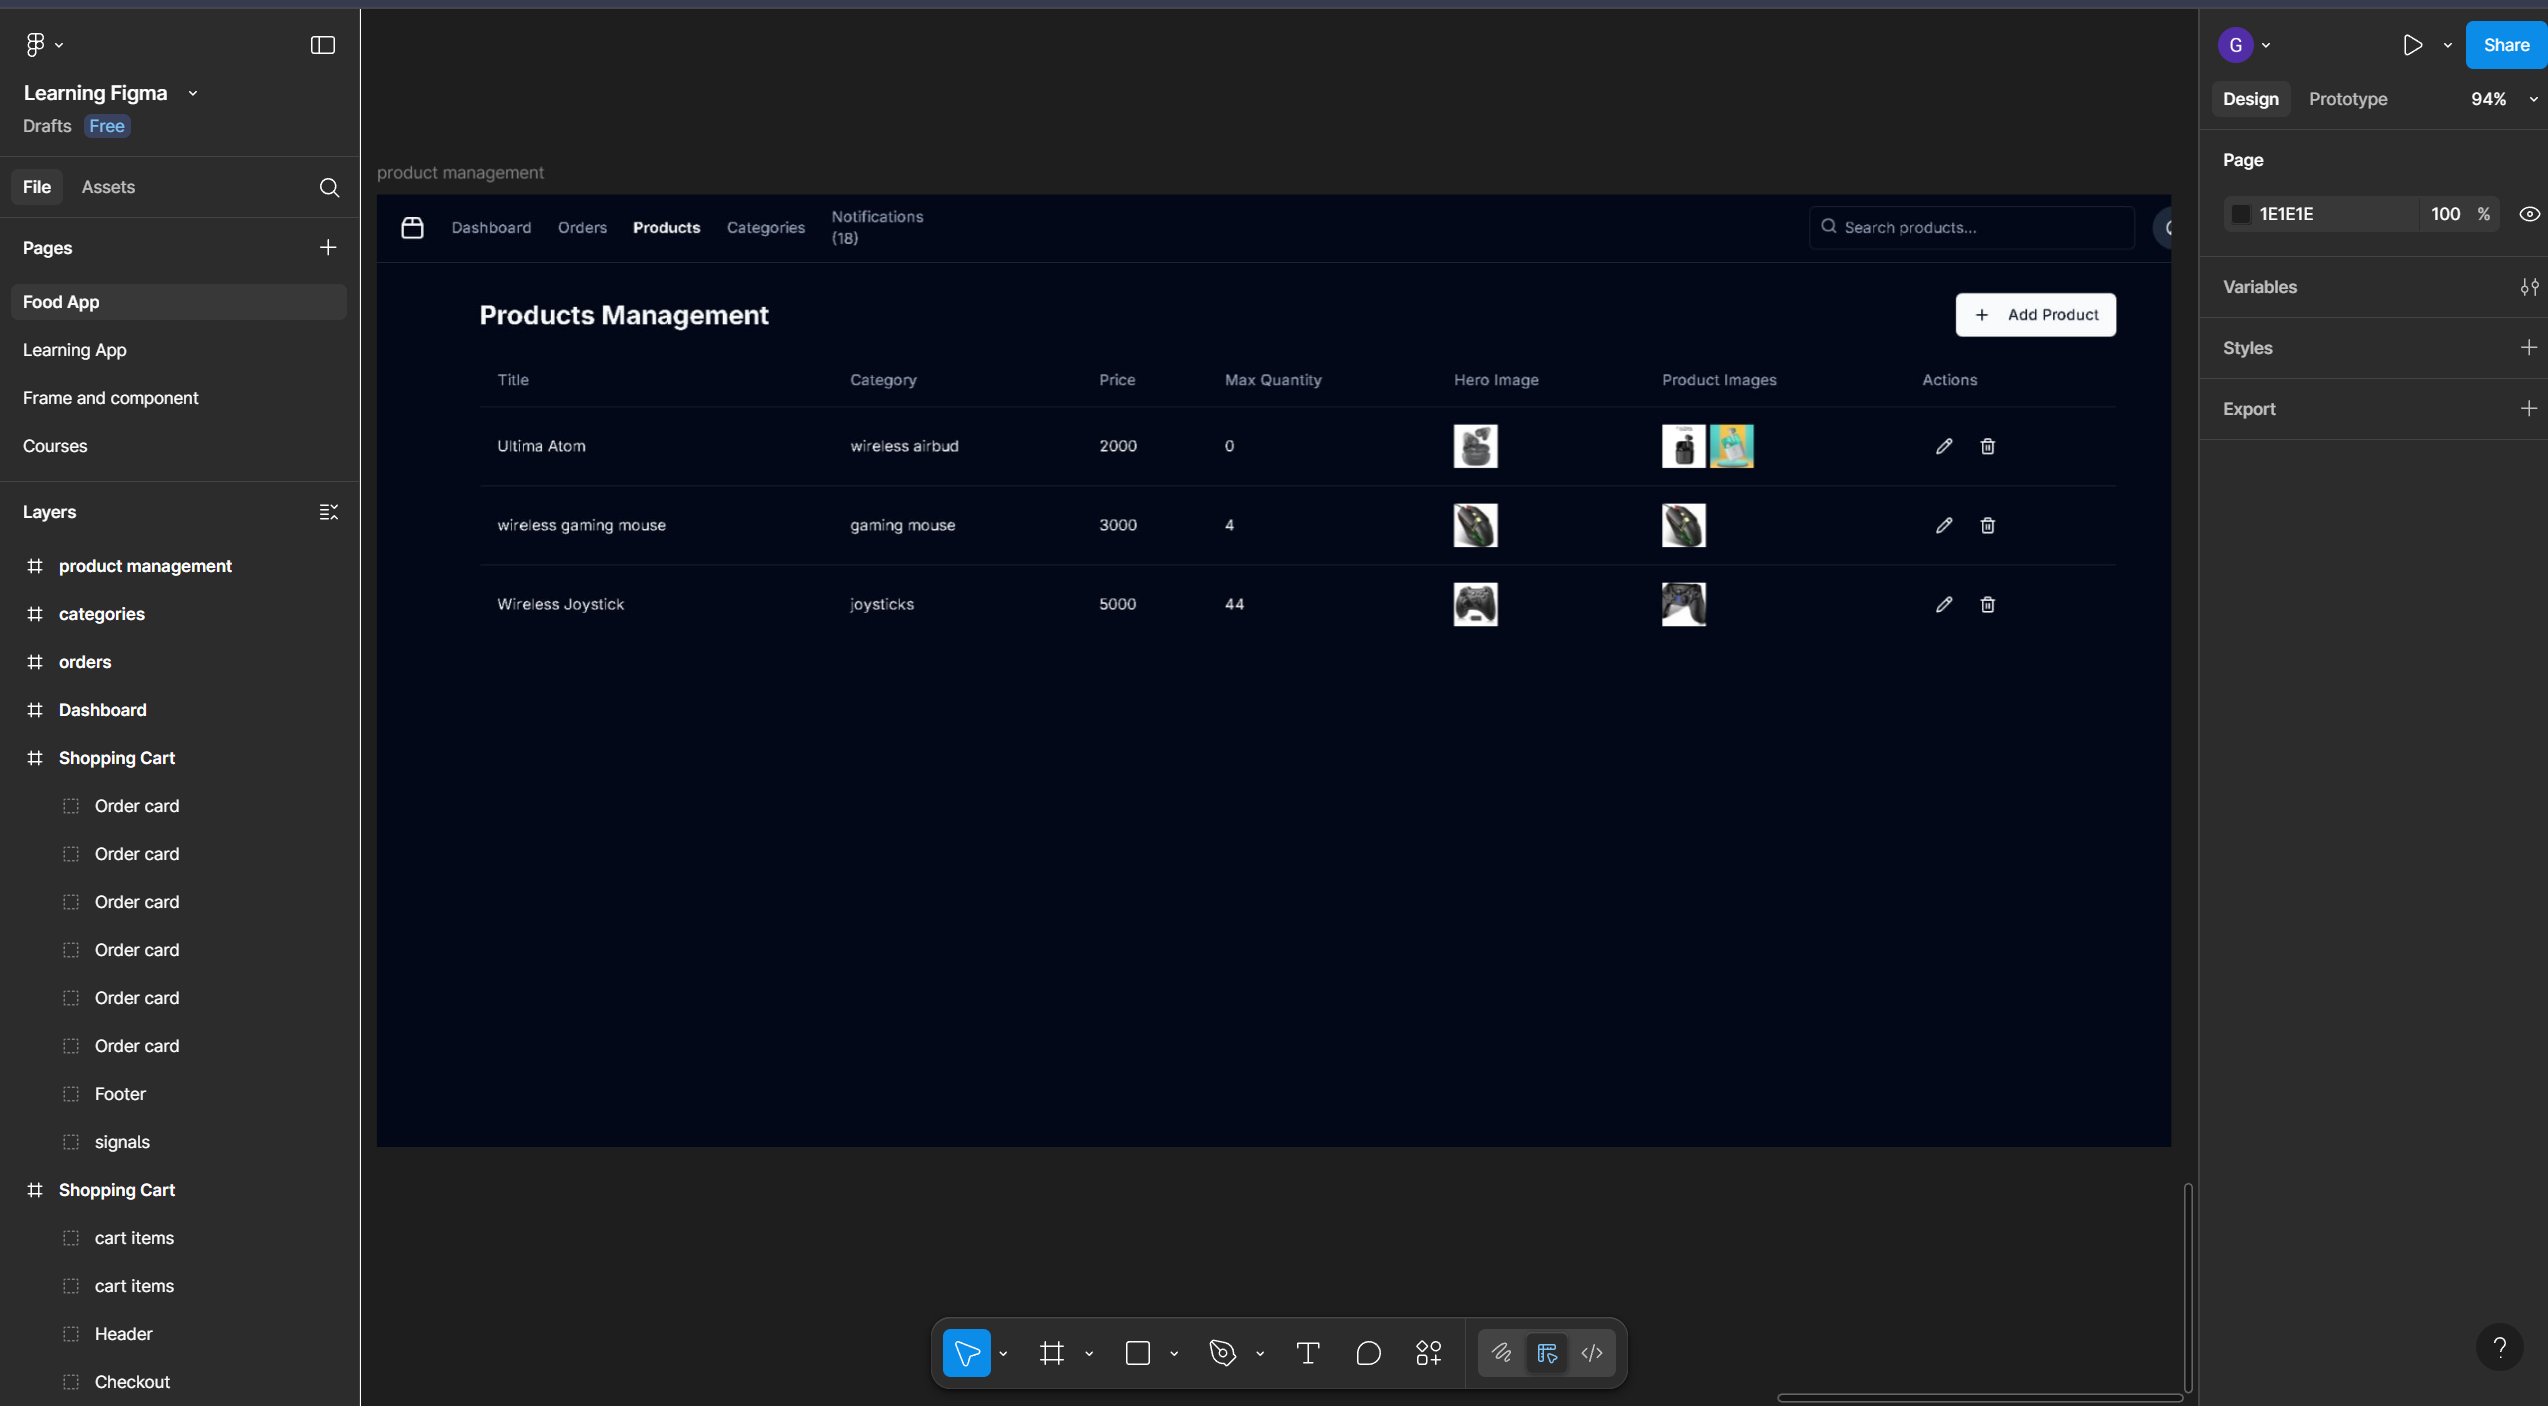 Learning Figma
Drafts Free
File Assets
Pages
Food App
Learning App
Frame and component
Courses
Layers
product management
categories
orders
Dashboard
Shopping Cart
Order card
Order card
Order card
Order card
Order card
Order card
Footer
signals
Shopping Cart
cart items
cart items
Header
Checkout
product management
Dashboard Orders Products Categories Notifications
(18)
Search products...
Products Management
+ Add Product
Title Category Price Max Quantity Hero Image Product Images Actions
Ultima Atom wireless airbud 2000 0
wireless gaming mouse gaming mouse 3000 4
Wireless Joystick joysticks 5000 44
G
Share
Design Prototype 94%
Page
1E1E1E 100 %
Variables
Styles
Export
?